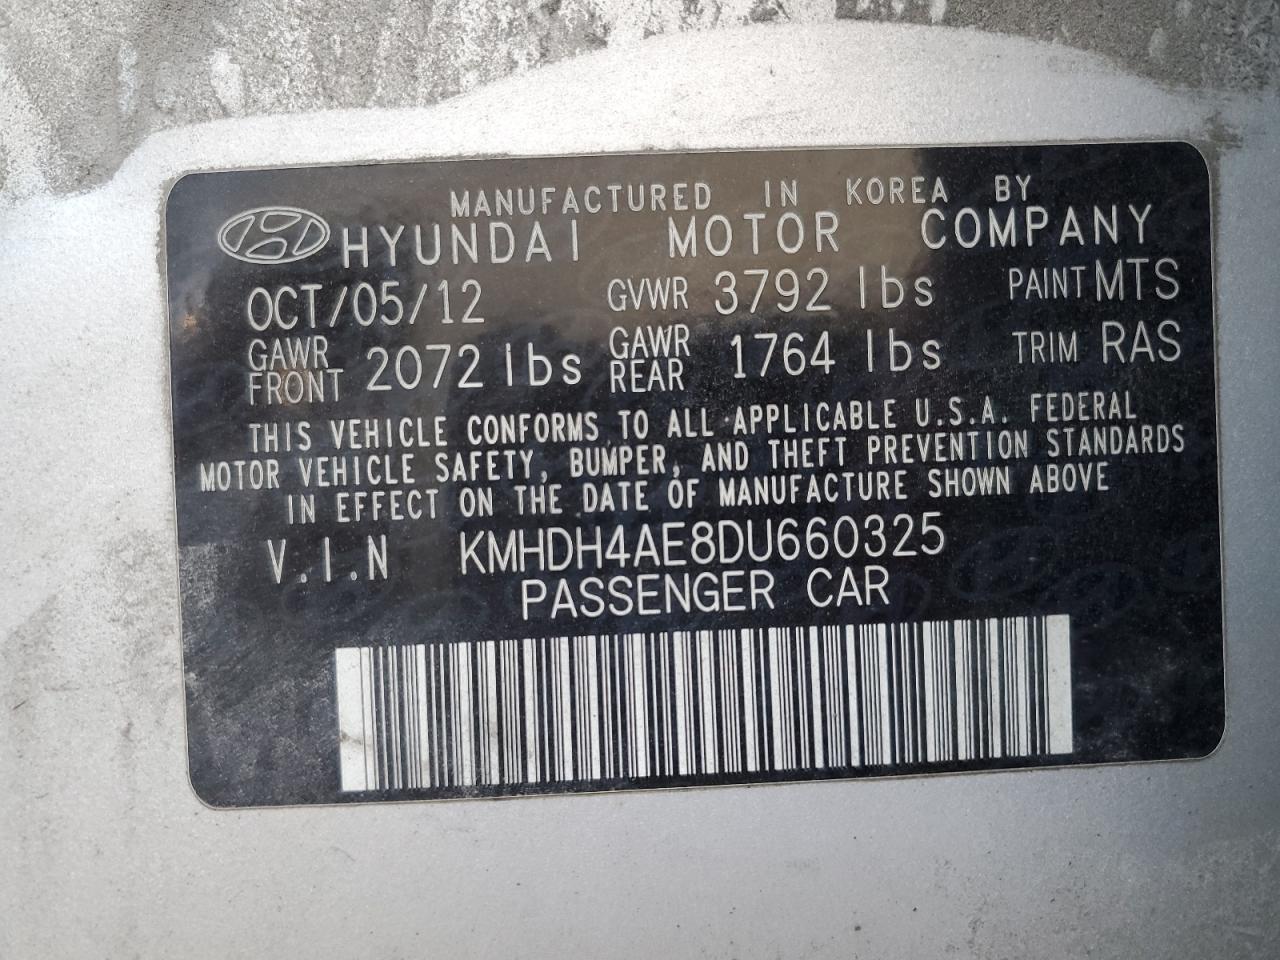 MANUFACTURED IN KOREA BY
HYUNDAI MOTOR COMPANY
OCT/05/12 GVWR 3792 lbs PAINT MTS
GAWR FRONT 2072 lbs GAWR REAR 1764 lbs TRIM RAS
THIS VEHICLE CONFORMS TO ALL APPLICABLE U.S.A. FEDERAL
MOTOR VEHICLE SAFETY, BUMPER, AND THEFT PREVENTION STANDARDS
IN EFFECT ON THE DATE OF MANUFACTURE SHOWN ABOVE
V.I.N KMHDH4AE8DU660325
PASSENGER CAR